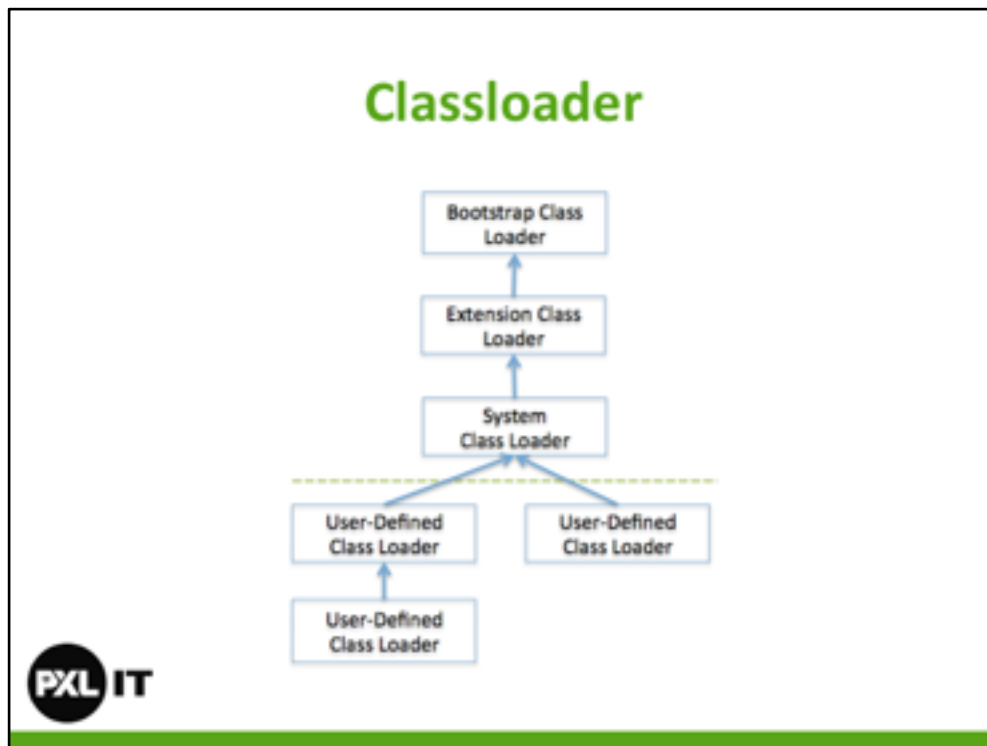 Classloader
Bootstrap Class
Loader
Extension Class
Loader
System
Class Loader
User-Defined
Class Loader
User-Defined
Class Loader
User-Defined
Class Loader
PXL IT